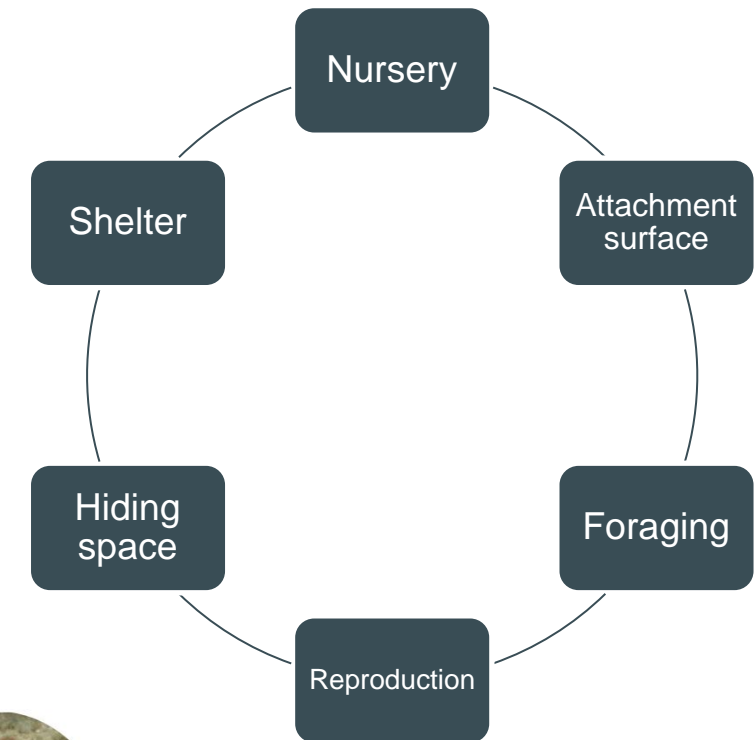 Nursery
Attachment
surface
Foraging
Reproduction
Hiding
space
Shelter